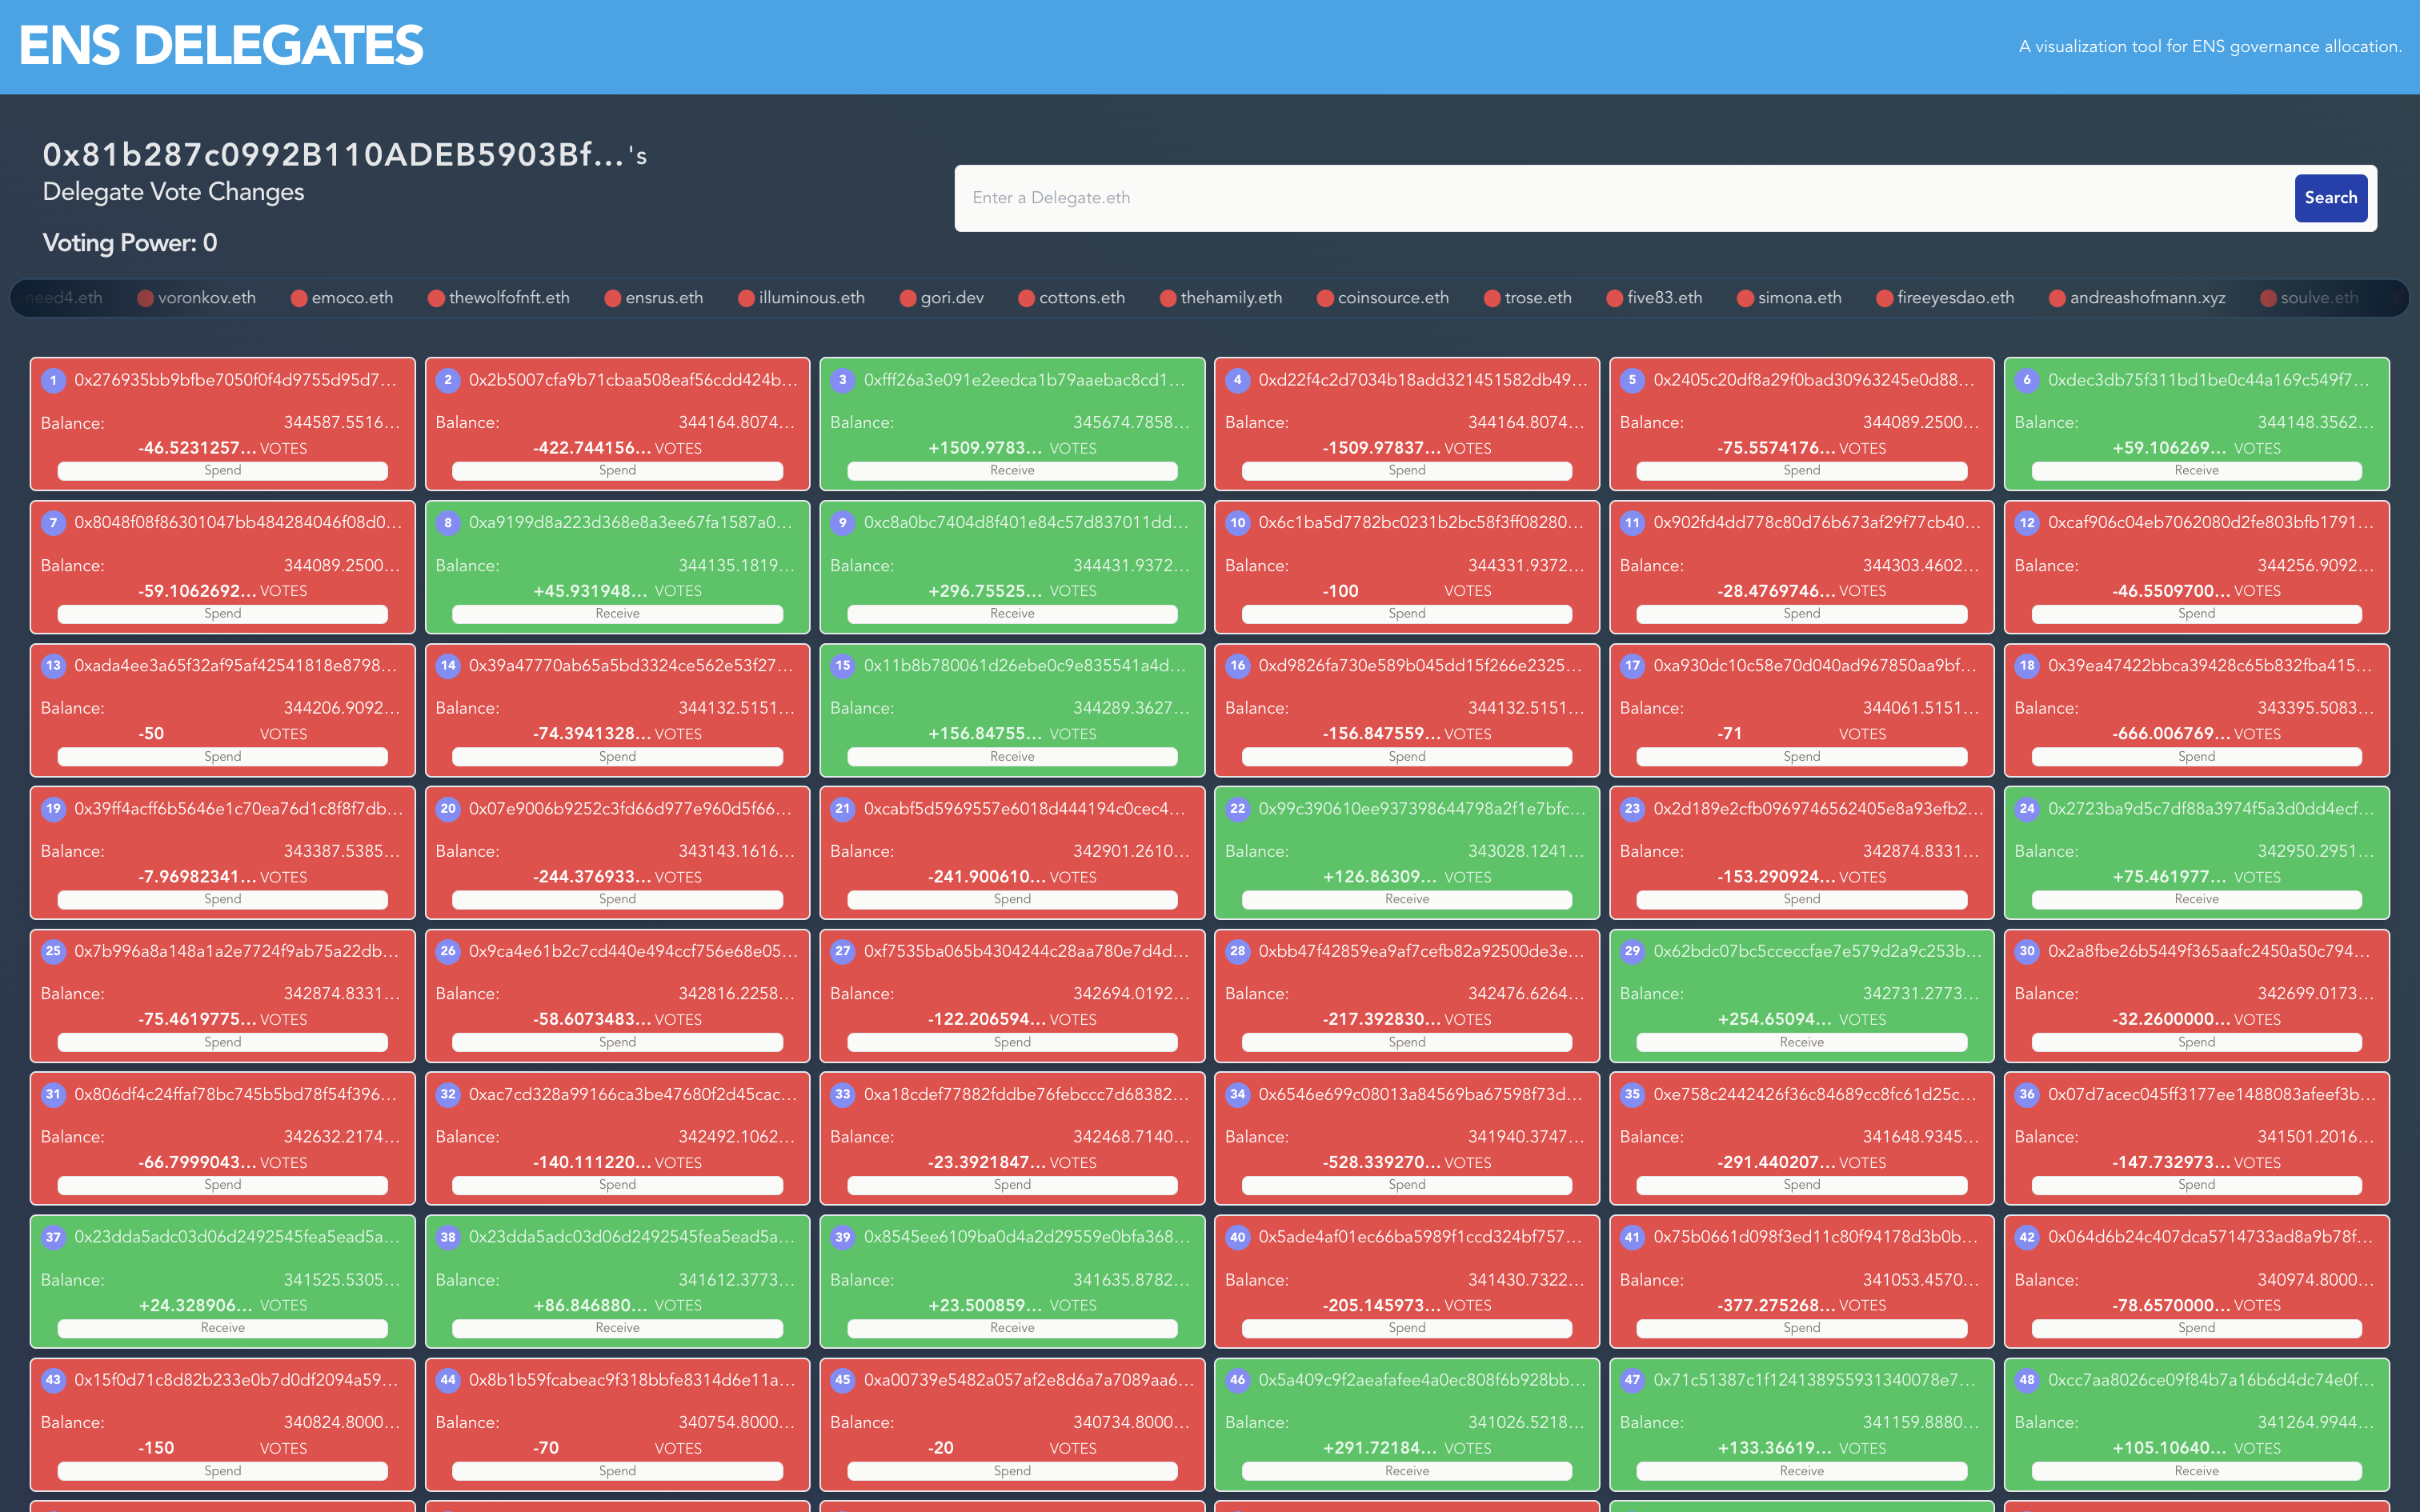 ENS DELEGATES
A visualization tool for ENS governance allocation.
0x81b287c0992B110ADEB5903Bf... 's
Delegate Vote Changes
Voting Power: 0
Enter a Delegate.eth
Search
need4.eth voronkov.eth emoco.eth thewolfofnft.eth ensrus.eth illuminous.eth gori.dev cottons.eth thehamily.eth coinsource.eth trose.eth five83.eth simona.eth fireeyesdao.eth andreashofmann.xyz soulve.eth
1 0x276935bb9bfbe7050f0f4d9755d95d7...
Balance: 344587.5516...
-46.5231257... VOTES
Spend
2 0x2b5007cfa9b71cbaa508eaf56cdd424b...
Balance: 344164.8074...
-422.744156... VOTES
Spend
3 0xfff26a3e091e2eedca1b79aaebac8cd1...
Balance: 345674.7858...
+1509.9783... VOTES
Receive
4 0xd22f4c2d7034b18add321451582db49...
Balance: 344164.8074...
-1509.97837... VOTES
Spend
5 0x2405c20df8a29f0bad30963245e0d88...
Balance: 344089.2500...
-75.5574176... VOTES
Spend
6 0xdec3db75f311bd1be0c44a169c549f7...
Balance: 344148.3562...
+59.106269... VOTES
Receive
7 0x8048f08f86301047bb484284046f08d0...
Balance: 344089.2500...
-59.1062692... VOTES
Spend
8 0xa9199d8a223d368e8a3ee67fa1587a0...
Balance: 344135.1819...
+45.931948... VOTES
Receive
9 0xc8a0bc7404d8f401e84c57d837011dd...
Balance: 344431.9372...
+296.75525... VOTES
Receive
10 0x6c1ba5d7782bc0231b2bc58f3ff08280...
Balance: 344331.9372...
-100 VOTES
Spend
11 0x902fd4dd778c80d76b673af29f77cb40...
Balance: 344303.4602...
-28.4769746... VOTES
Spend
12 0xcaf906c04eb7062080d2fe803bfb1791...
Balance: 344256.9092...
-46.5509700... VOTES
Spend
13 0xada4ee3a65f32af95af42541818e8798...
Balance: 344206.9092...
-50 VOTES
Spend
14 0x39a47770ab65a5bd3324ce562e53f27...
Balance: 344132.5151...
-74.3941328... VOTES
Spend
15 0x11b8b780061d26ebe0c9e835541a4d...
Balance: 344289.3627...
+156.84755... VOTES
Receive
16 0xd9826fa730e589b045dd15f266e2325...
Balance: 344132.5151...
-156.847559... VOTES
Spend
17 0xa930dc10c58e70d040ad967850aa9bf...
Balance: 344061.5151...
-71 VOTES
Spend
18 0x39ea47422bbca39428c65b832fba415...
Balance: 343395.5083...
-666.006769... VOTES
Spend
19 0x39ff4acff6b5646e1c70ea76d1c8f8f7db...
Balance: 343387.5385...
-7.96982341... VOTES
Spend
20 0x07e9006b9252c3fd66d977e960d5f66...
Balance: 343143.1616...
-244.376933... VOTES
Spend
21 0xcabf5d5969557e6018d444194c0cec4...
Balance: 342901.2610...
-241.900610... VOTES
Spend
22 0x99c390610ee937398644798a2f1e7bfc...
Balance: 343028.1241...
+126.86309... VOTES
Receive
23 0x2d189e2cfb0969746562405e8a93efb2...
Balance: 342874.8331...
-153.290924... VOTES
Spend
24 0x2723ba9d5c7df88a3974f5a3d0dd4ecf...
Balance: 342950.2951...
+75.461977... VOTES
Receive
25 0x7b996a8a148a1a2e7724f9ab75a22db...
Balance: 342874.8331...
-75.4619775... VOTES
Spend
26 0x9ca4e61b2c7cd440e494ccf756e68e05...
Balance: 342816.2258...
-58.6073483... VOTES
Spend
27 0xf7535ba065b4304244c28aa780e7d4d...
Balance: 342694.0192...
-122.206594... VOTES
Spend
28 0xbb47f42859ea9af7cefb82a92500de3e...
Balance: 342476.6264...
-217.392830... VOTES
Spend
29 0x62bdc07bc5cceccfae7e579d2a9c253b...
Balance: 342731.2773...
+254.65094... VOTES
Receive
30 0x2a8fbe26b5449f365aafc2450a50c794...
Balance: 342699.0173...
-32.2600000... VOTES
Spend
31 0x806df4c24ffaf78bc745b5bd78f54f396...
Balance: 342632.2174...
-66.7999043... VOTES
Spend
32 0xac7cd328a99166ca3be47680f2d45cac...
Balance: 342492.1062...
-140.111220... VOTES
Spend
33 0xa18cdef77882fddbe76febccc7d68382...
Balance: 342468.7140...
-23.3921847... VOTES
Spend
34 0x6546e699c08013a84569ba67598f73d...
Balance: 341940.3747...
-528.339270... VOTES
Spend
35 0xe758c2442426f36c84689cc8fc61d25c...
Balance: 341648.9345...
-291.440207... VOTES
Spend
36 0x07d7acec045ff3177ee1488083afeef3b...
Balance: 341501.2016...
-147.732973... VOTES
Spend
37 0x23dda5adc03d06d2492545fea5ead5a...
Balance: 341525.5305...
+24.328906... VOTES
Receive
38 0x23dda5adc03d06d2492545fea5ead5a...
Balance: 341612.3773...
+86.846880... VOTES
Receive
39 0x8545ee6109ba0d4a2d29559e0bfa368...
Balance: 341635.8782...
+23.500859... VOTES
Receive
40 0x5ade4af01ec66ba5989f1ccd324bf757...
Balance: 341430.7322...
-205.145973... VOTES
Spend
41 0x75b0661d098f3ed11c80f94178d3b0b...
Balance: 341053.4570...
-377.275268... VOTES
Spend
42 0x064d6b24c407dca5714733ad8a9b78f...
Balance: 340974.8000...
-78.6570000... VOTES
Spend
43 0x15f0d71c8d82b233e0b7d0df2094a59...
Balance: 340824.8000...
-150 VOTES
Spend
44 0x8b1b59fcabeac9f318bbfe8314d6e11a...
Balance: 340754.8000...
-70 VOTES
Spend
45 0xa00739e5482a057af2e8d6a7a7089aa6...
Balance: 340734.8000...
-20 VOTES
Spend
46 0x5a409c9f2aeafafee4a0ec808f6b928bb...
Balance: 341026.5218...
+291.72184... VOTES
Receive
47 0x71c51387c1f124138955931340078e7...
Balance: 341159.8880...
+133.36619... VOTES
Receive
48 0xcc7aa8026ce09f84b7a16b6d4dc74e0f...
Balance: 341264.9944...
+105.10640... VOTES
Receive